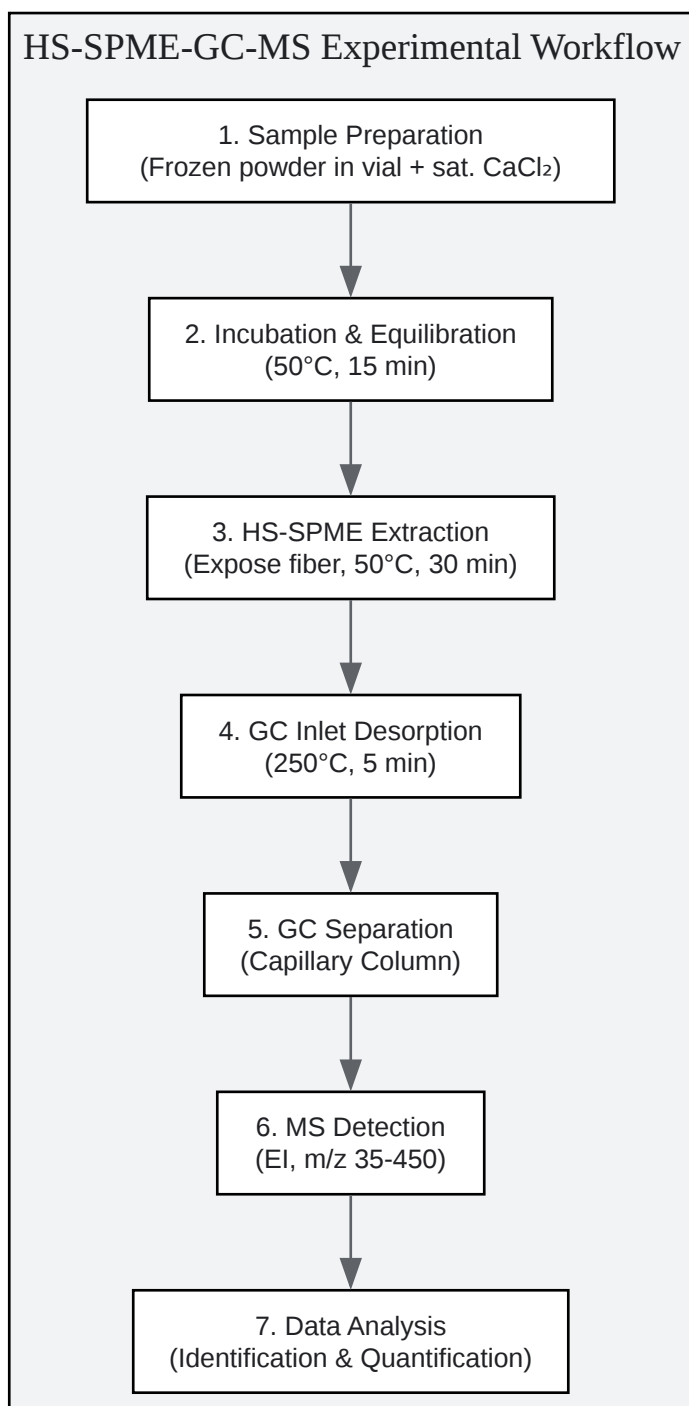 HS-SPME-GC-MS Experimental Workflow
1. Sample Preparation
(Frozen powder in vial + sat. CaCl₂)
2. Incubation & Equilibration
(50°C, 15 min)
3. HS-SPME Extraction
(Expose fiber, 50°C, 30 min)
4. GC Inlet Desorption
(250°C, 5 min)
5. GC Separation
(Capillary Column)
6. MS Detection
(EI, m/z 35-450)
7. Data Analysis
(Identification & Quantification)